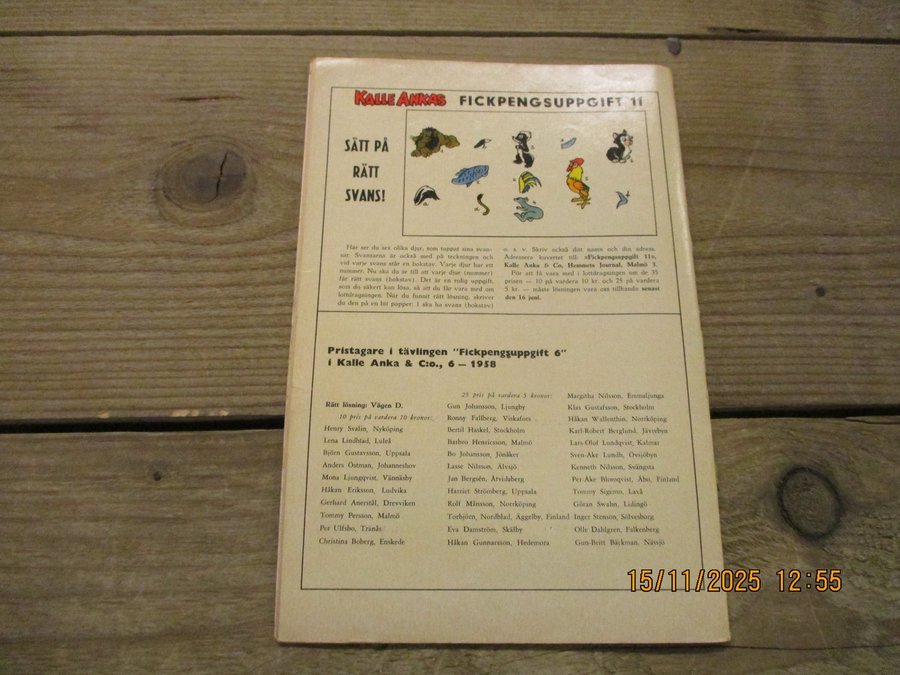 KALLE ANKAS FICKPENGSUPPGIFT 11
SÄTT PÅ
RÄTT
SVANS!
Här ser du sex olika djur, som tappat sina svan-
sar. Svansarna är också med på teckningen och
vid varje svans står en bokstav. Varje djur har ett
nummer. Nu ska du se till att varje djur (nummer)
får rätt svans (bokstav). Det är en rolig uppgift,
som du säkert kan lösa, så att du får vara med om
lottdragningen. När du funnit rätt lösning, skriver
du den på en bit papper: 1 ska ha svans (bokstav)
o. s. v. Skriv också ditt namn och din adress.
Adressera kuvertet till: »Fickpengsuppgift 11»,
Kalle Anka & Co, Hemmets Journal, Malmö 3.
För att få vara med i lottdragningen om de 35
prisen — 10 på vardera 10 kr. och 25 på vardera
5 kr. — måste lösningen vara oss tillhanda senast
den 16 juni.
Pristagare i tävlingen "Fickpengsuppgift 6"
i Kalle Anka & C:o., 6 — 1958
Rätt lösning: Vägen D.
10 pris på vardera 10 kronor:
Henry Svalin, Nyköping
Lena Lindblad, Luleå
Björn Gustavsson, Uppsala
Anders Östman, Johanneshov
Mona Ljungqvist, Vännäsby
Håkan Eriksson, Ludvika
Gerhard Anerstål, Drevviken
Tommy Persson, Malmö
Per Ulfsbo, Tranås
Christina Boberg, Enskede
25 pris på vardera 5 kronor:
Gun Johansson, Ljungby
Ronny Fallberg, Viskafors
Bertil Haskel, Stockholm
Barbro Henricsson, Malmö
Bo Johansson, Jönåker
Lasse Nilsson, Älvsjö
Jan Bergsén, Åtvidaberg
Harriet Strömberg, Uppsala
Rolf Månsson, Norrköping
Torbjörn, Nordblad, Äggelby, Finland
Eva Damström, Skälby
Håkan Gunnarsson, Hedemora
Margitha Nilsson, Emmaljunga
Klas Gustafsson, Stockholm
Håkan Wallenthin, Norrköping
Karl-Robert Berglund, Jävrebyn
Lars-Olof Lundqvist, Kalmar
Sven-Åke Lundh, Övsjöbyn
Kenneth Nilsson, Svängsta
Per-Åke Blomqvist, Åbo, Finland
Tommy Sigemo, Laxå
Göran Swahn, Lidingö
Inger Stenson, Sölvesborg
Olle Dahlgren, Falkenberg
Gun-Britt Bäckman, Nässjö
15/11/2025 12:55